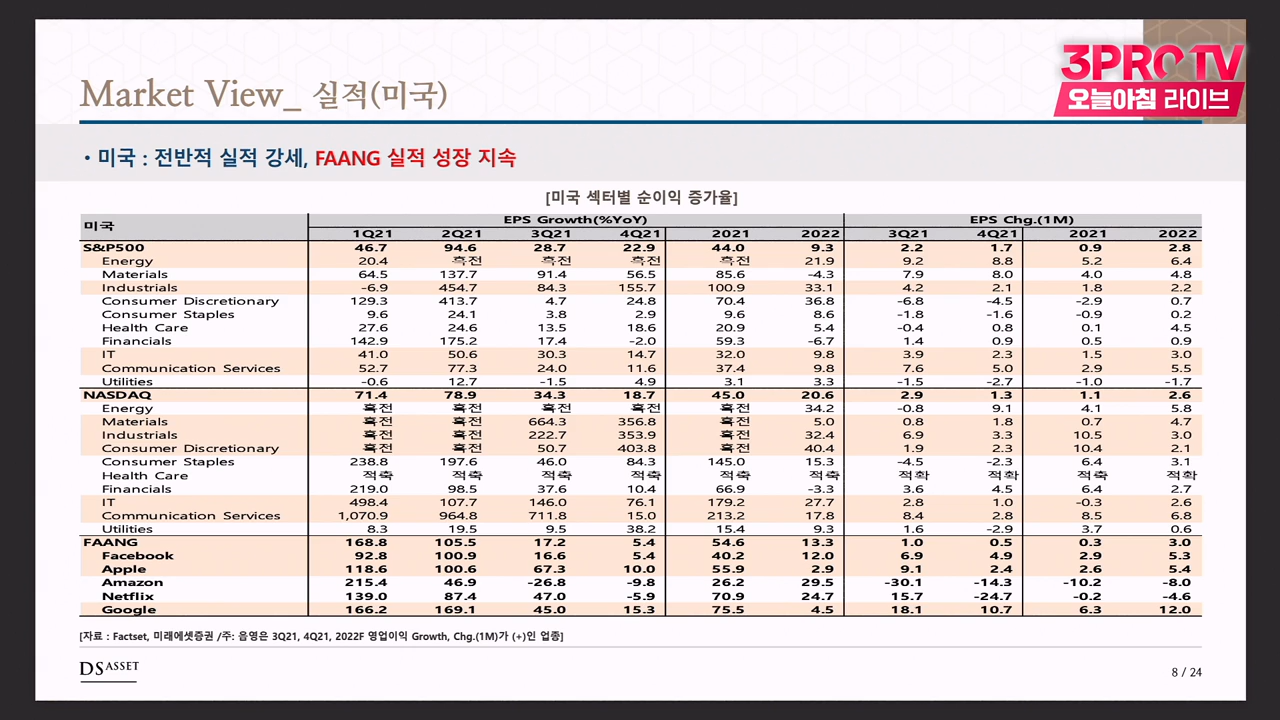 3PRO TV
오늘아침 라이브
Market View_ 실적(미국)
• 미국 : 전반적 실적 강세, FAANG 실적 성장 지속
[미국 섹터별 순이익 증가율]
미국 EPS Growth(%YoY) EPS Chg.(1M)
1Q21 2Q21 3Q21 4Q21 2021 2022 3Q21 4Q21 2021 2022
S&P500 46.7 94.6 28.7 22.9 44.0 9.3 2.2 1.7 0.9 2.8
Energy 20.4 흑전 흑전 흑전 흑전 21.9 9.2 8.8 5.2 6.4
Materials 64.5 137.7 91.4 56.5 85.6 -4.3 7.9 8.0 4.0 4.8
Industrials -6.9 454.7 84.3 155.7 100.9 33.1 4.2 2.1 1.8 2.2
Consumer Discretionary 129.3 413.7 4.7 24.8 70.4 36.8 -6.8 -4.5 -2.9 0.7
Consumer Staples 9.6 24.1 3.8 2.9 9.6 8.6 -1.8 -1.6 -0.9 0.2
Health Care 27.6 24.6 13.5 18.6 20.9 5.4 -0.4 0.8 0.1 4.5
Financials 142.9 175.2 17.4 -2.0 59.3 -6.7 1.4 0.9 0.5 0.9
IT 41.0 50.6 30.3 14.7 32.0 9.8 3.9 2.3 1.5 3.0
Communication Services 52.7 77.3 24.0 11.6 37.4 9.8 7.6 5.0 2.9 5.5
Utilities -0.6 12.7 -1.5 4.9 3.1 3.3 -1.5 -2.7 -1.0 -1.7
NASDAQ 71.4 78.9 34.3 18.7 45.0 20.6 2.9 1.3 1.1 2.6
Energy 흑전 흑전 흑전 흑전 흑전 34.2 -0.8 9.1 4.1 5.8
Materials 흑전 흑전 664.3 356.8 흑전 5.0 0.8 1.8 0.7 4.7
Industrials 흑전 흑전 222.7 353.9 흑전 32.4 6.9 3.3 10.5 3.0
Consumer Discretionary 흑전 흑전 50.7 403.8 흑전 40.4 1.9 2.3 10.4 2.1
Consumer Staples 238.8 197.6 46.0 84.3 145.0 15.3 -4.5 -2.3 6.4 3.1
Health Care 적축 적축 적축 적축 적축 적축 적확 적확 적축 적확
Financials 219.0 98.5 37.6 10.4 66.9 -3.3 3.6 4.5 6.4 2.7
IT 498.4 107.7 146.0 76.1 179.2 27.7 2.8 1.0 -0.3 2.6
Communication Services 1,070.9 964.8 711.8 15.0 213.2 17.8 8.4 2.8 8.5 6.8
Utilities 8.3 19.5 9.5 38.2 15.4 9.3 1.6 -2.9 3.7 0.6
FAANG 168.8 105.5 17.2 5.4 54.6 13.3 1.0 0.5 0.3 3.0
Facebook 92.8 100.9 16.6 5.4 40.2 12.0 6.9 4.9 2.9 5.3
Apple 118.6 100.6 67.3 10.0 55.9 2.9 9.1 2.4 2.6 5.4
Amazon 215.4 46.9 -26.8 -9.8 26.2 29.5 -30.1 -14.3 -10.2 -8.0
Netflix 139.0 87.4 47.0 -5.9 70.9 24.7 15.7 -24.7 -0.2 -4.6
Google 166.2 169.1 45.0 15.3 75.5 4.5 18.1 10.7 6.3 12.0
[자료 : Factset, 미래에셋증권 /주: 음영은 3Q21, 4Q21, 2022F 영업이익 Growth, Chg.(1M)가 (+)인 업종]
DS ASSET
8 / 24